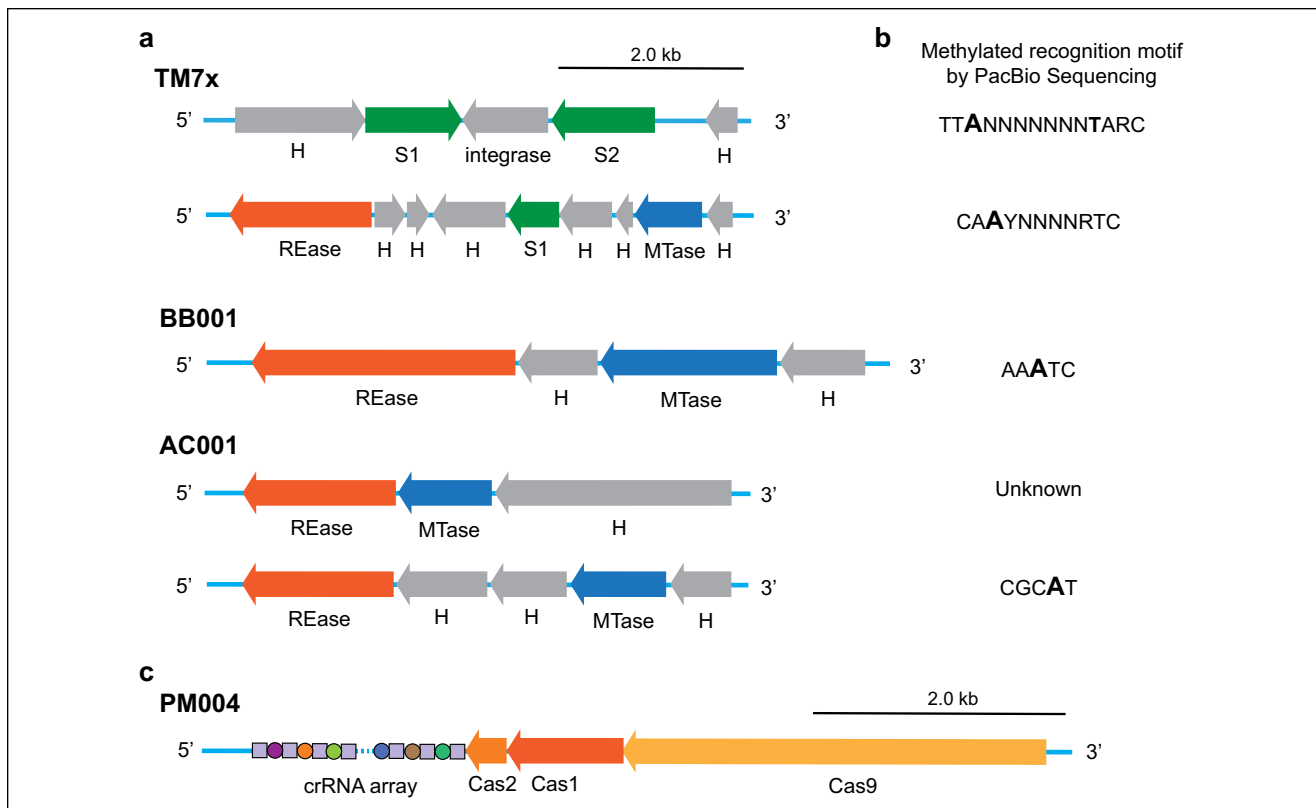 a
b
2.0 kb
Methylated recognition motif
by PacBio Sequencing
TM7x
5’ 3’
TTANNNNNNNNTARC
H S1 integrase S2 H
5’ 3’
CAAYNNNNRTC
REase H H H S1 H H MTase H
BB001
5’ 3’
AAATC
REase H MTase H
AC001
5’ 3’
Unknown
REase MTase H
5’ 3’
CGCAT
REase H H MTase H
c
PM004
2.0 kb
5’ 3’
crRNA array Cas2 Cas1 Cas9